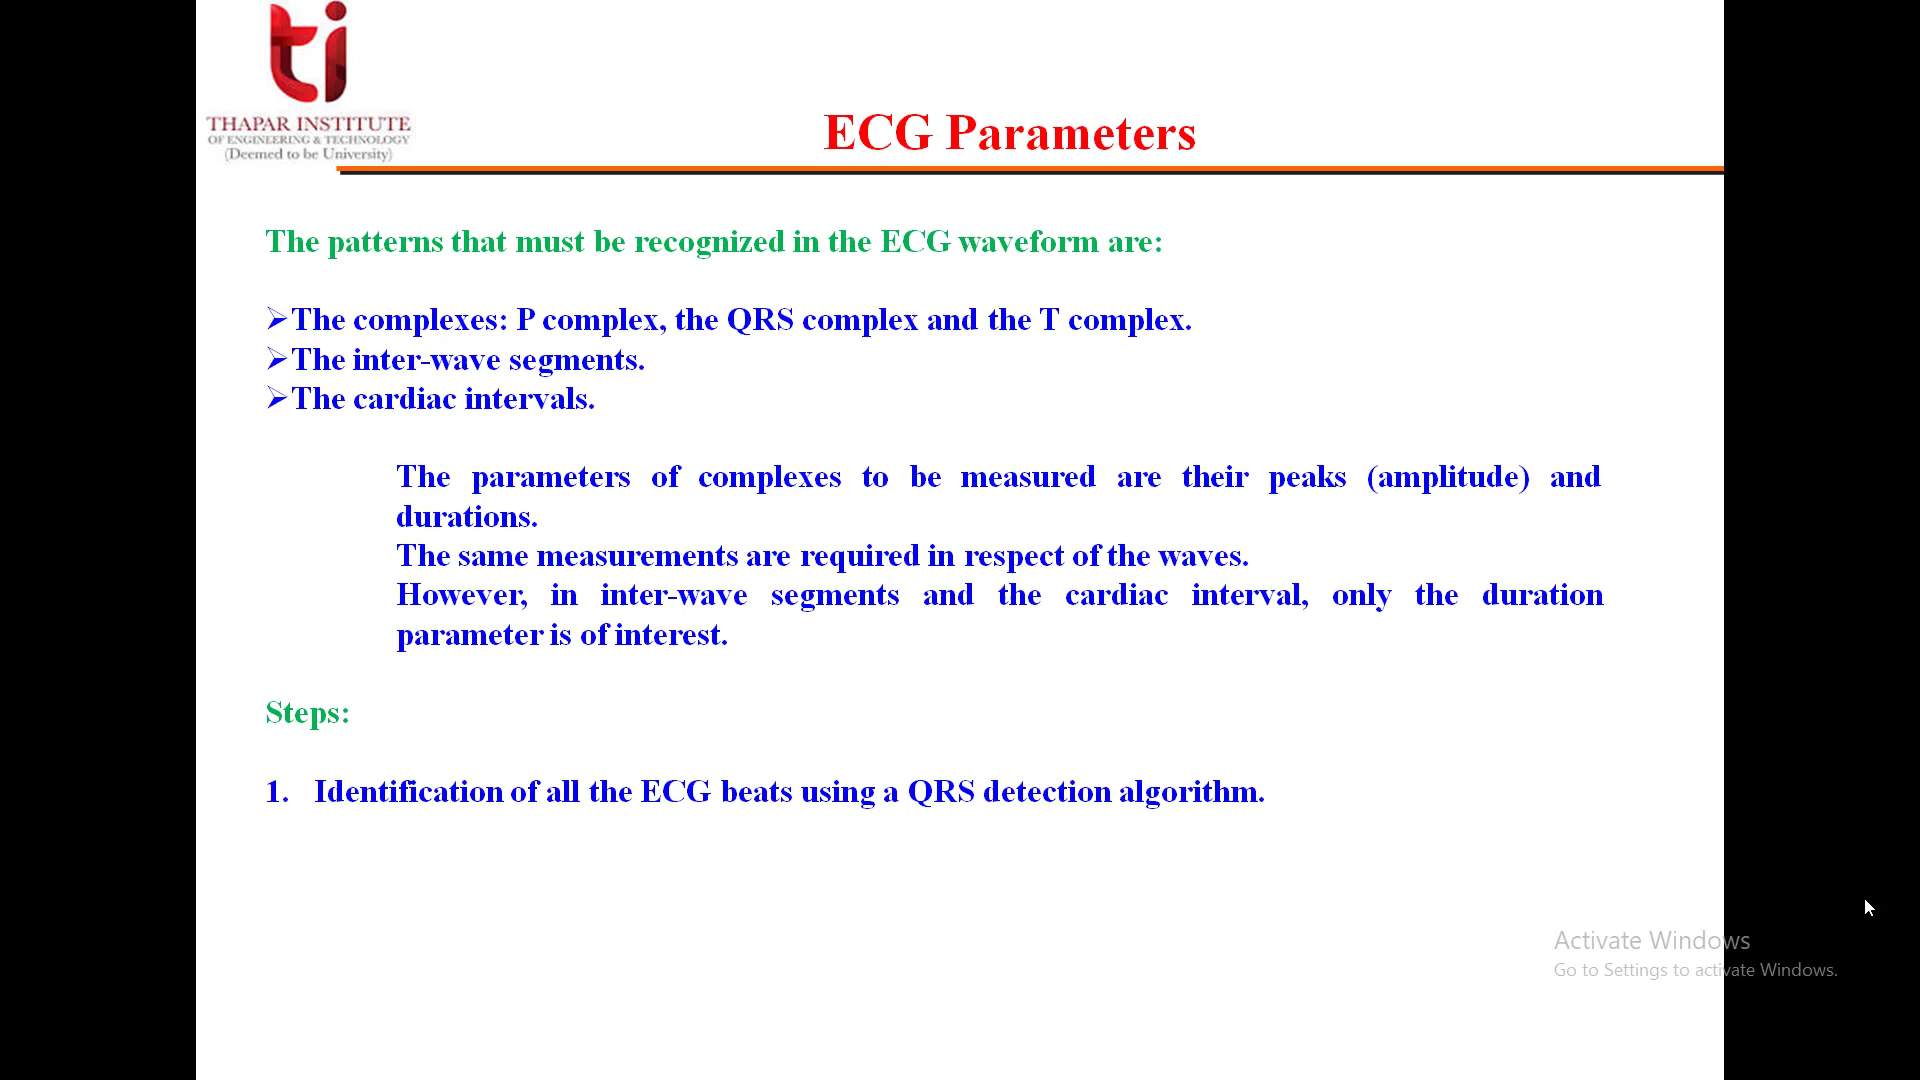 ti
THAPAR INSTITUTE
OF ENGINEERING & TECHNOLOGY
(Deemed to be University)
ECG Parameters
The patterns that must be recognized in the ECG waveform are:
➢The complexes: P complex, the QRS complex and the T complex.
➢The inter-wave segments.
➢The cardiac intervals.
The parameters of complexes to be measured are their peaks (amplitude) and
durations.
The same measurements are required in respect of the waves.
However, in inter-wave segments and the cardiac interval, only the duration
parameter is of interest.
Steps:
1. Identification of all the ECG beats using a QRS detection algorithm.
Activate Windows
Go to Settings to activate Windows.